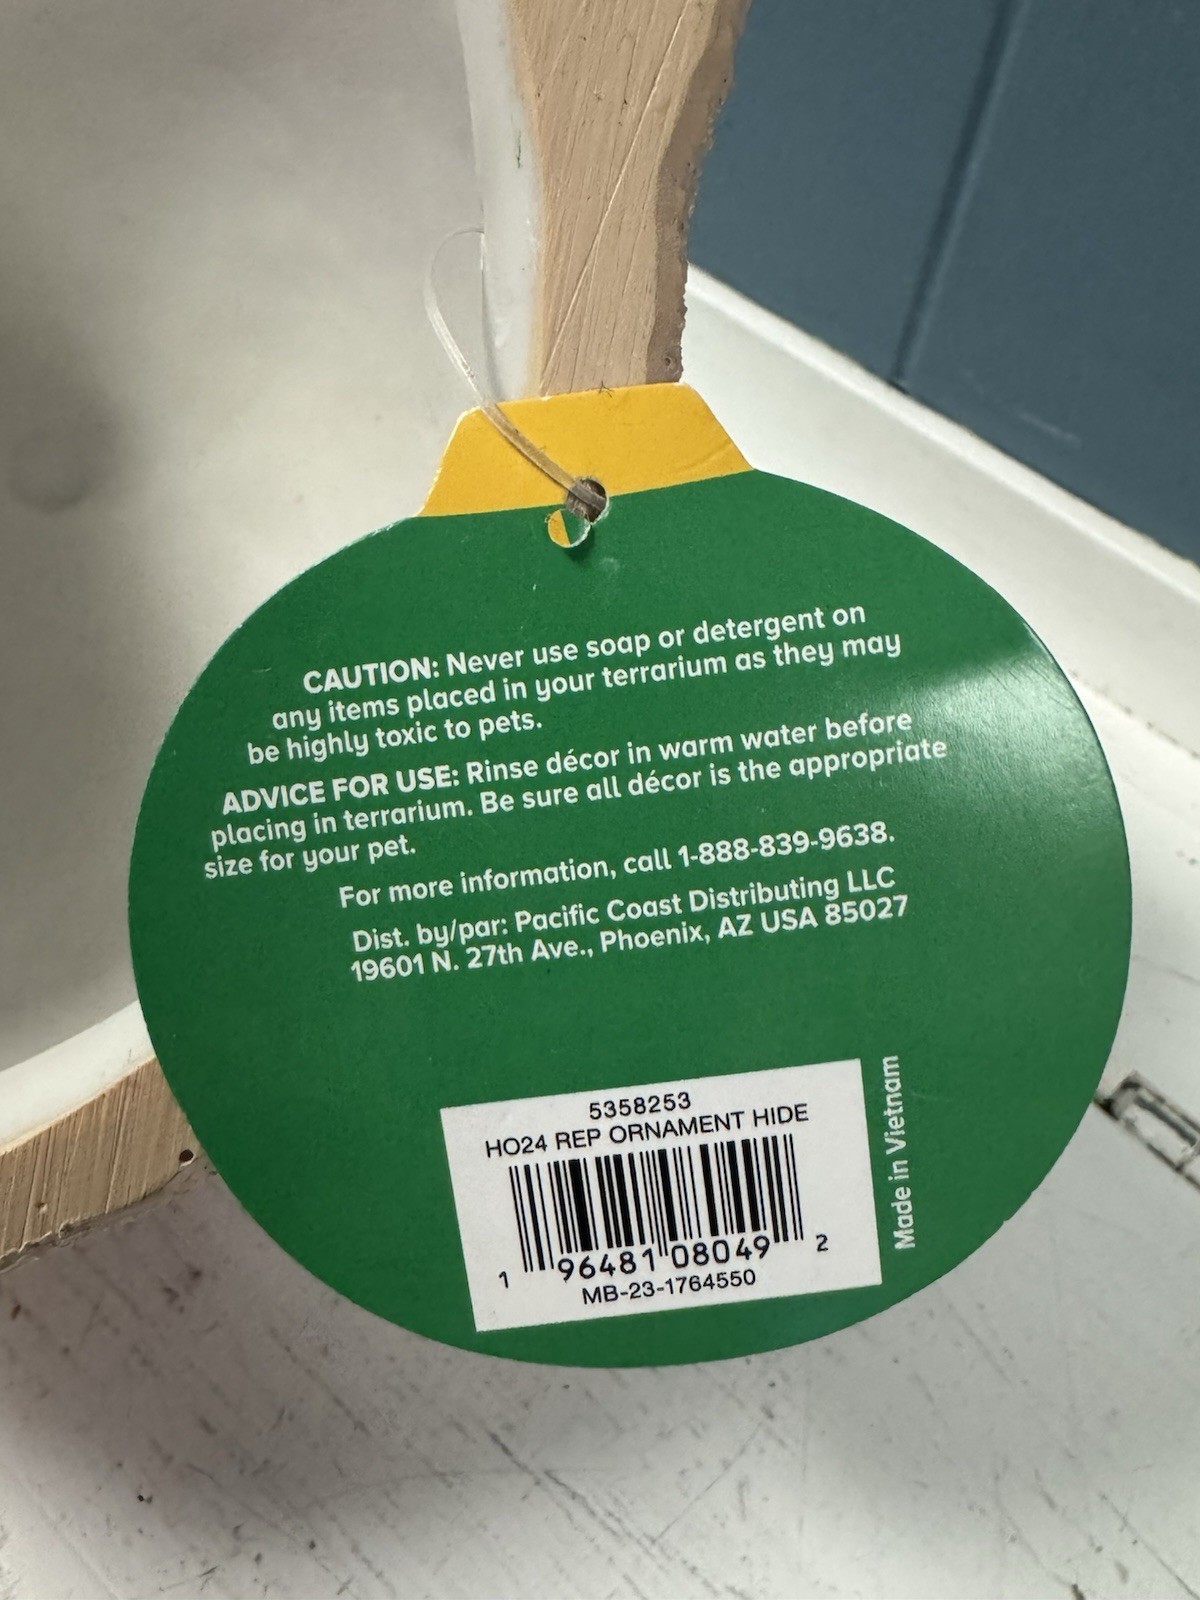 CAUTION: Never use soap or detergent on
any items placed in your terrarium as they may
be highly toxic to pets.
ADVICE FOR USE: Rinse décor in warm water before
placing in terrarium. Be sure all décor is the appropriate
size for your pet.
For more information, call 1-888-839-9638.
Dist. by/par: Pacific Coast Distributing LLC
19601 N. 27th Ave., Phoenix, AZ USA 85027
5358253
HO24 REP ORNAMENT HIDE
1 96481 08049 2
MB-23-1764550
Made in Vietnam